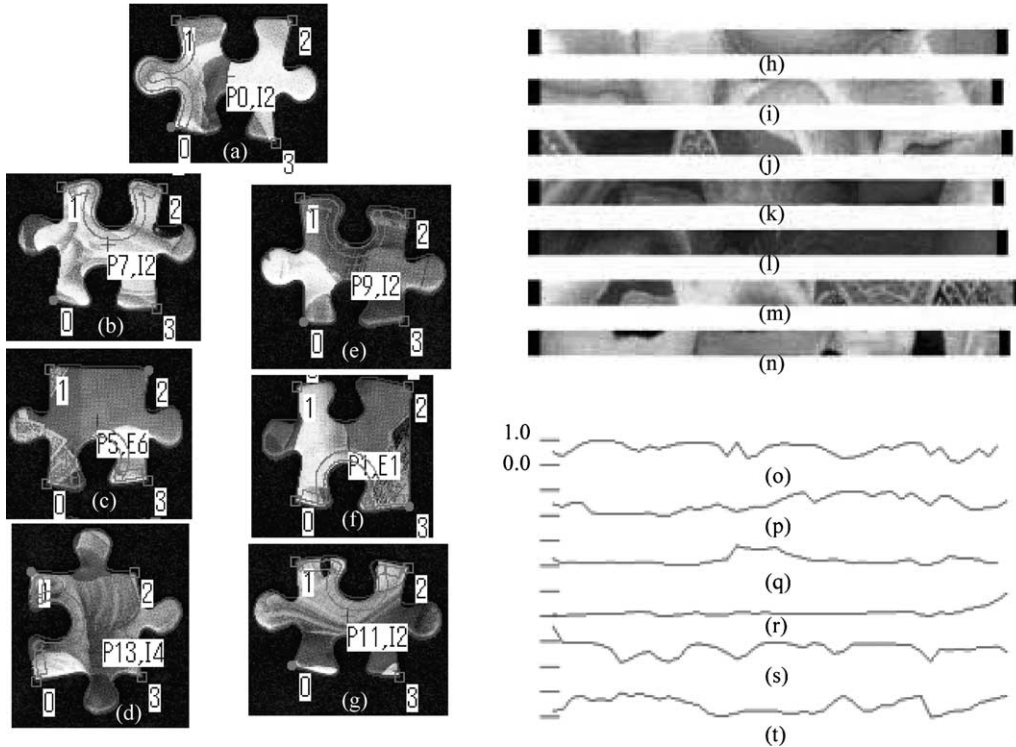 1 2
P0,I2
0 (a) 3
1 2
P7,I2
0 (b) 3
1 2
P5,E6
0 (c) 3
1 2
P13,I4
0 (d) 3
1 2
P9,I2
0 (e) 3
1 2
P1,E1
0 (f) 3
1 2
P11,I2
0 (g) 3
(h)
(i)
(j)
(k)
(l)
(m)
(n)
1.0
0.0
(o)
(p)
(q)
(r)
(s)
(t)